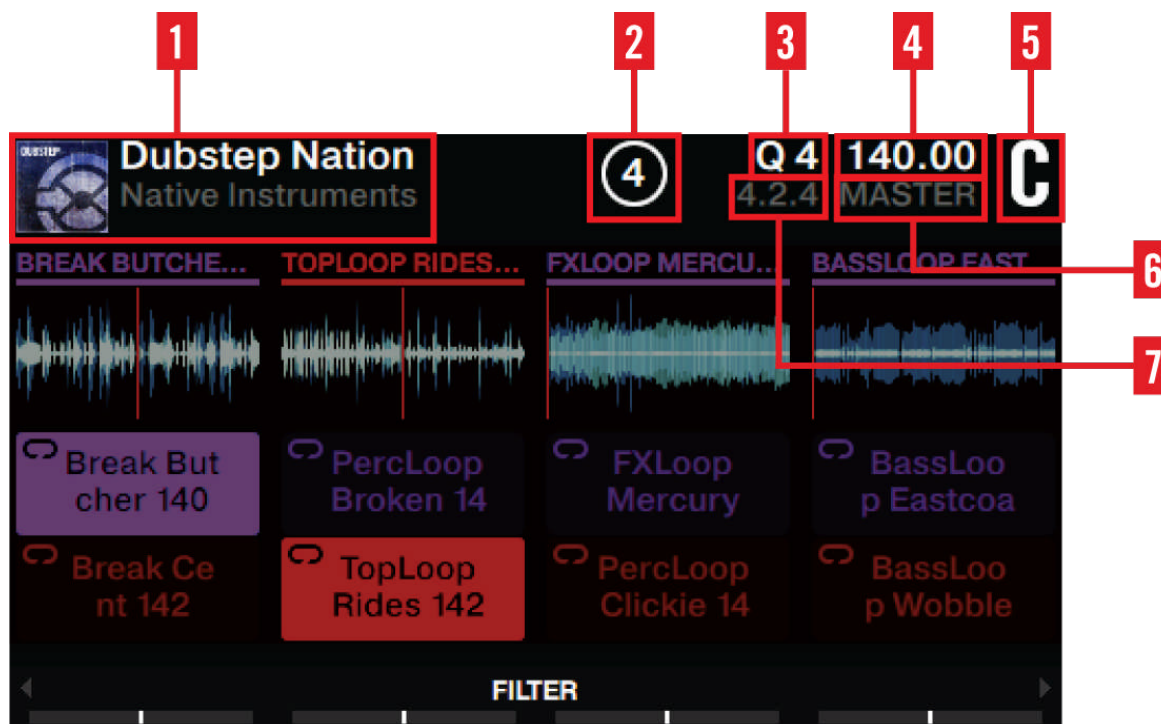 1 2 3 4 5
DUBSTEP
Dubstep Nation
Native Instruments
4
Q 4 140.00
4.2.4 MASTER
C
6
BREAK BUTCHE... TOPLOOP RIDES... FXLOOP MERCU... BASSLOOP EAST
7
Break But
cher 140
PercLoop
Broken 14
FXLoop
Mercury
BassLoo
p Eastcoa
Break Ce
nt 142
TopLoop
Rides 142
PercLoop
Clickie 14
BassLoo
p Wobble
FILTER